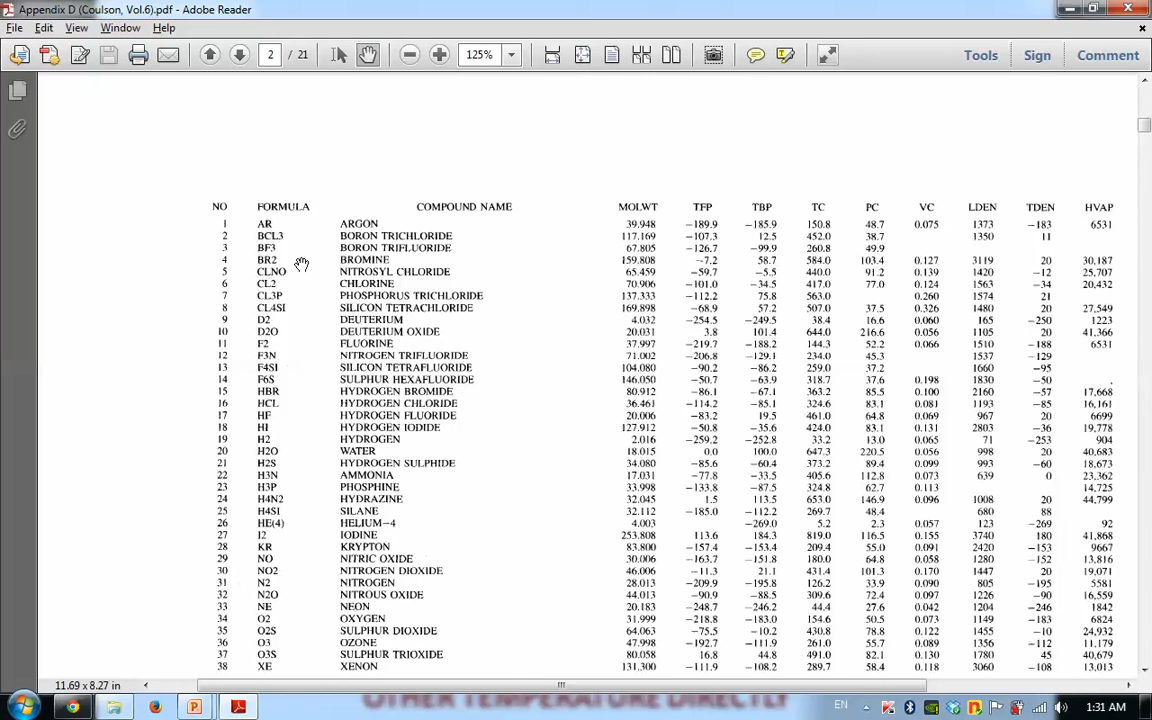 Appendix D (Coulson, Vol.6).pdf - Adobe Reader
File Edit View Window Help
2 / 21 125% Tools Sign Comment
NO FORMULA COMPOUND NAME MOLWT TFP TBP TC PC VC LDEN TDEN HVAP
1 AR ARGON 39.948 −189.9 −185.9 150.8 48.7 0.075 1373 −183 6531
2 BCL3 BORON TRICHLORIDE 117.169 −107.3 12.5 452.0 38.7 1350 11
3 BF3 BORON TRIFLUORIDE 67.805 −126.7 −99.9 260.8 49.9
4 BR2 BROMINE 159.808 −7.2 58.7 584.0 103.4 0.127 3119 20 30,187
5 CLNO NITROSYL CHLORIDE 65.459 −59.7 −5.5 440.0 91.2 0.139 1420 −12 25,707
6 CL2 CHLORINE 70.906 −101.0 −34.5 417.0 77.0 0.124 1563 −34 20,432
7 CL3P PHOSPHORUS TRICHLORIDE 137.333 −112.2 75.8 563.0 0.260 1574 21
8 CL4SI SILICON TETRACHLORIDE 169.898 −68.9 57.2 507.0 37.5 0.326 1480 20 27,549
9 D2 DEUTERIUM 4.032 −254.5 −249.5 38.4 16.6 0.060 165 −250 1223
10 D2O DEUTERIUM OXIDE 20.031 3.8 101.4 644.0 216.6 0.056 1105 20 41,366
11 F2 FLUORINE 37.997 −219.7 −188.2 144.3 52.2 0.066 1510 −188 6531
12 F3N NITROGEN TRIFLUORIDE 71.002 −206.8 −129.1 234.0 45.3 1537 −129
13 F4SI SILICON TETRAFLUORIDE 104.080 −90.2 −86.2 259.0 37.2 1660 −95
14 F6S SULPHUR HEXAFLUORIDE 146.050 −50.7 −63.9 318.7 37.6 0.198 1830 −50
15 HBR HYDROGEN BROMIDE 80.912 −86.1 −67.1 363.2 85.5 0.100 2160 −57 17,668
16 HCL HYDROGEN CHLORIDE 36.461 −114.2 −85.1 324.6 83.1 0.081 1193 −85 16,161
17 HF HYDROGEN FLUORIDE 20.006 −83.2 19.5 461.0 64.8 0.069 967 20 6699
18 HI HYDROGEN IODIDE 127.912 −50.8 −35.6 424.0 83.1 0.131 2803 −36 19,778
19 H2 HYDROGEN 2.016 −259.2 −252.8 33.2 13.0 0.065 71 −253 904
20 H2O WATER 18.015 0.0 100.0 647.3 220.5 0.056 998 20 40,683
21 H2S HYDROGEN SULPHIDE 34.080 −85.6 −60.4 373.2 89.4 0.099 993 −60 18,673
22 H3N AMMONIA 17.031 −77.8 −33.5 405.6 112.8 0.073 639 0 23,362
23 H3P PHOSPHINE 33.998 −133.8 −87.5 324.8 62.7 0.113 14,725
24 H4N2 HYDRAZINE 32.045 1.5 113.5 653.0 146.9 0.096 1008 20 44,799
25 H4SI SILANE 32.112 −185.0 −112.2 269.7 48.4 680 88
26 HE(4) HELIUM−4 4.003 −269.0 5.2 2.3 0.057 123 −269 92
27 I2 IODINE 253.808 113.6 184.3 819.0 116.5 0.155 3740 180 41,868
28 KR KRYPTON 83.800 −157.4 −153.4 209.4 55.0 0.091 2420 −153 9667
29 NO NITRIC OXIDE 30.006 −163.7 −151.8 180.0 64.8 0.058 1280 −152 13,816
30 NO2 NITROGEN DIOXIDE 46.006 −11.3 21.1 431.4 101.3 0.170 1447 20 19,071
31 N2 NITROGEN 28.013 −209.9 −195.8 126.2 33.9 0.090 805 −195 5581
32 N2O NITROUS OXIDE 44.013 −90.9 −88.5 309.6 72.4 0.097 1226 −90 16,559
33 NE NEON 20.183 −248.7 −246.2 44.4 27.6 0.042 1204 −246 1842
34 O2 OXYGEN 31.999 −218.8 −183.0 154.6 50.5 0.073 1149 −183 6824
35 O2S SULPHUR DIOXIDE 64.063 −75.5 −10.2 430.8 78.8 0.122 1455 −10 24,932
36 O3 OZONE 47.998 −192.7 −111.9 261.0 55.7 0.089 1356 −112 11,179
37 O3S SULPHUR TRIOXIDE 80.058 16.8 44.8 491.0 82.1 0.130 1780 45 40,679
38 XE XENON 131.300 −111.9 −108.2 289.7 58.4 0.118 3060 −108 13,013
11.69 x 8.27 in
OTHER TEMPERATURE DIRECTLY
EN 1:31 AM